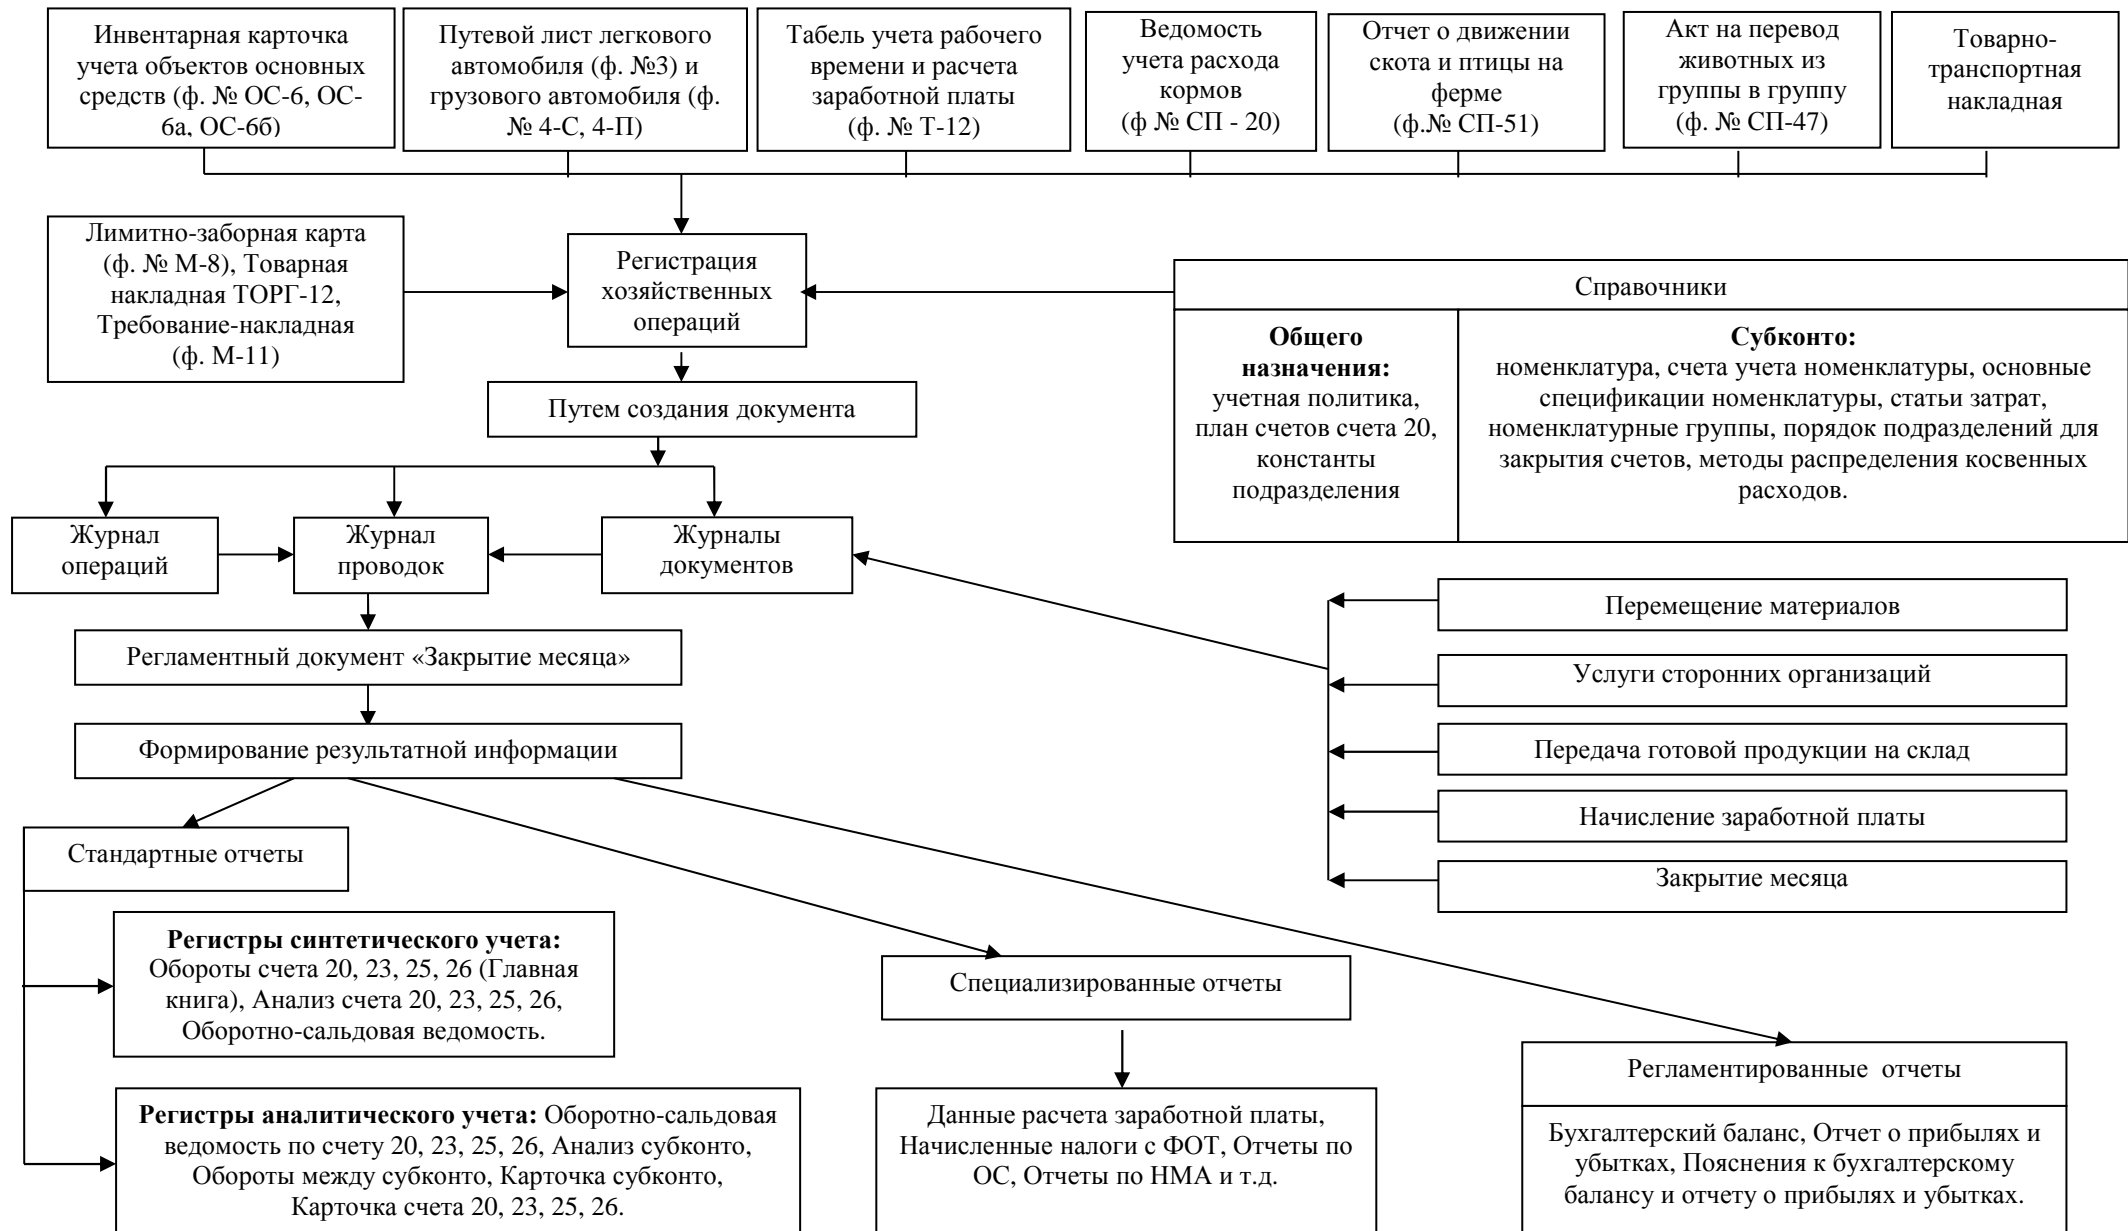 Инвентарная карточка
учета объектов основных
средств (ф. № ОС-6, ОС-
6а, ОС-6б)
Путевой лист легкового
автомобиля (ф. №3) и
грузового автомобиля (ф.
№ 4-С, 4-П)
Табель учета рабочего
времени и расчета
заработной платы
(ф. № Т-12)
Ведомость
учета расхода
кормов
(ф № СП - 20)
Отчет о движении
скота и птицы на
ферме
(ф.№ СП-51)
Акт на перевод
животных из
группы в группу
(ф. № СП-47)
Товарно-
транспортная
накладная
Лимитно-заборная карта
(ф. № М-8), Товарная
накладная ТОРГ-12,
Требование-накладная
(ф. М-11)
Регистрация
хозяйственных
операций
Справочники
Общего
назначения:
учетная политика,
план счетов счета 20,
константы
подразделения
Субконто:
номенклатура, счета учета номенклатуры, основные
спецификации номенклатуры, статьи затрат,
номенклатурные группы, порядок подразделений для
закрытия счетов, методы распределения косвенных
расходов.
Путем создания документа
Журнал
операций
Журнал
проводок
Журналы
документов
Перемещение материалов
Услуги сторонних организаций
Передача готовой продукции на склад
Начисление заработной платы
Закрытие месяца
Регламентный документ «Закрытие месяца»
Формирование результатной информации
Стандартные отчеты
Регистры синтетического учета:
Обороты счета 20, 23, 25, 26 (Главная
книга), Анализ счета 20, 23, 25, 26,
Оборотно-сальдовая ведомость.
Регистры аналитического учета: Оборотно-сальдовая
ведомость по счету 20, 23, 25, 26, Анализ субконто,
Обороты между субконто, Карточка субконто,
Карточка счета 20, 23, 25, 26.
Специализированные отчеты
Данные расчета заработной платы,
Начисленные налоги с ФОТ, Отчеты по
ОС, Отчеты по НМА и т.д.
Регламентированные отчеты
Бухгалтерский баланс, Отчет о прибылях и
убытках, Пояснения к бухгалтерскому
балансу и отчету о прибылях и убытках.